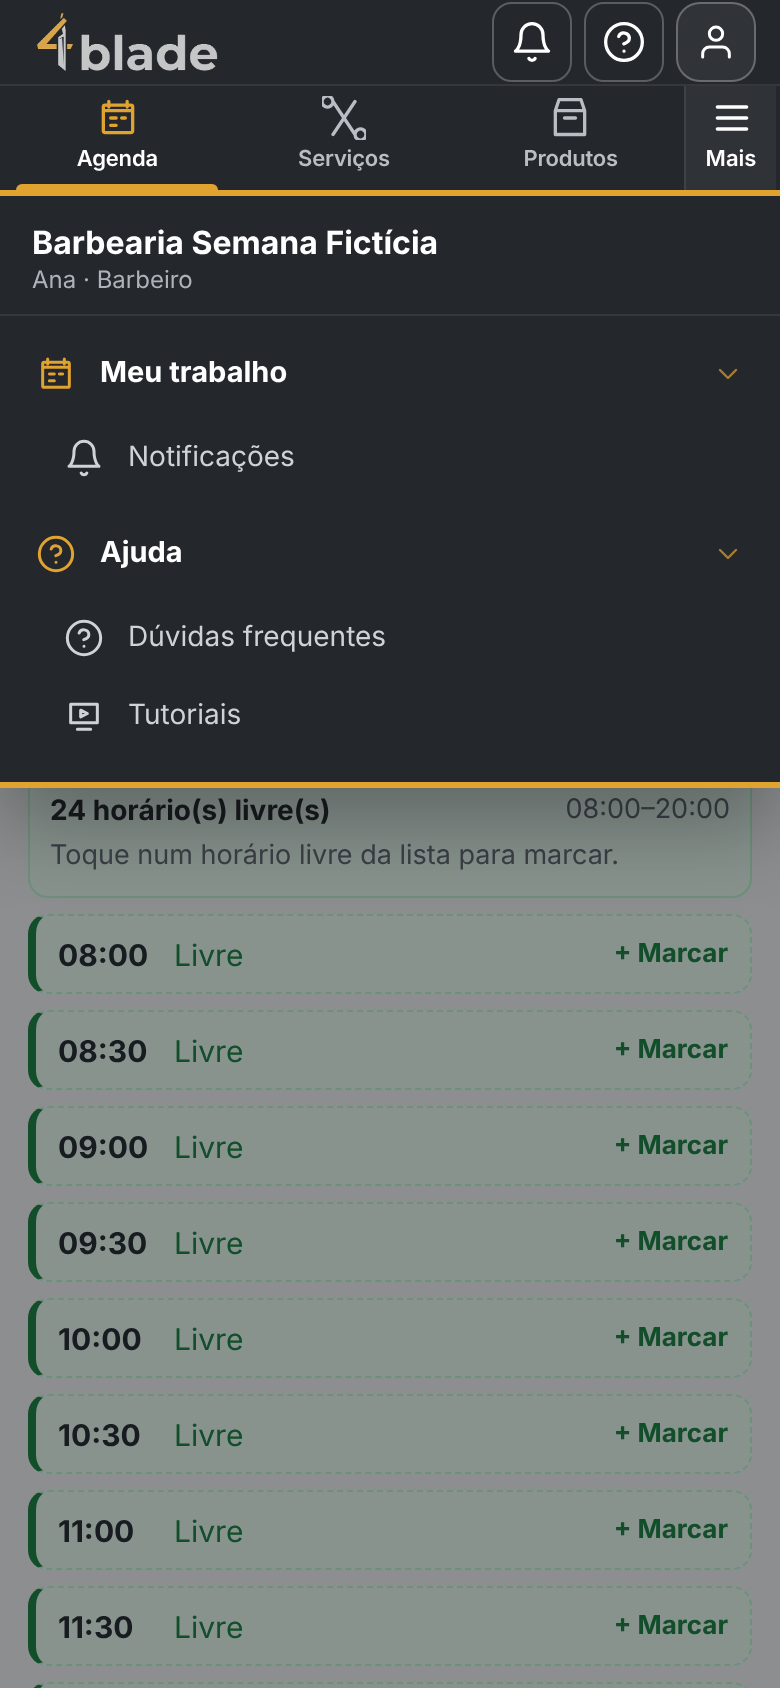 4blade
Agenda
Serviços
Produtos
Mais
Barbearia Semana Fictícia
Ana · Barbeiro
Meu trabalho
Notificações
Ajuda
Dúvidas frequentes
Tutoriais
24 horário(s) livre(s) 08:00–20:00
Toque num horário livre da lista para marcar.
08:00 Livre + Marcar
08:30 Livre + Marcar
09:00 Livre + Marcar
09:30 Livre + Marcar
10:00 Livre + Marcar
10:30 Livre + Marcar
11:00 Livre + Marcar
11:30 Livre + Marcar